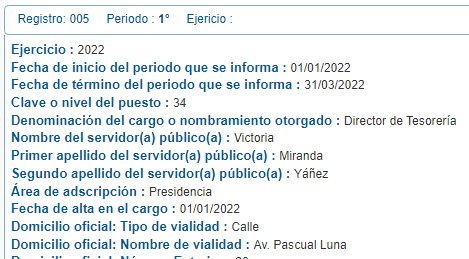 Registro: 005 Periodo : 1° Ejericio :
Ejercicio : 2022
Fecha de inicio del periodo que se informa : 01/01/2022
Fecha de término del periodo que se informa : 31/03/2022
Clave o nivel del puesto : 34
Denominación del cargo o nombramiento otorgado : Director de Tesorería
Nombre del servidor(a) público(a) : Victoria
Primer apellido del servidor(a) público(a) : Miranda
Segundo apellido del servidor(a) público(a) : Yáñez
Área de adscripción : Presidencia
Fecha de alta en el cargo : 01/01/2022
Domicilio oficial: Tipo de vialidad : Calle
Domicilio oficial: Nombre de vialidad : Av. Pascual Luna